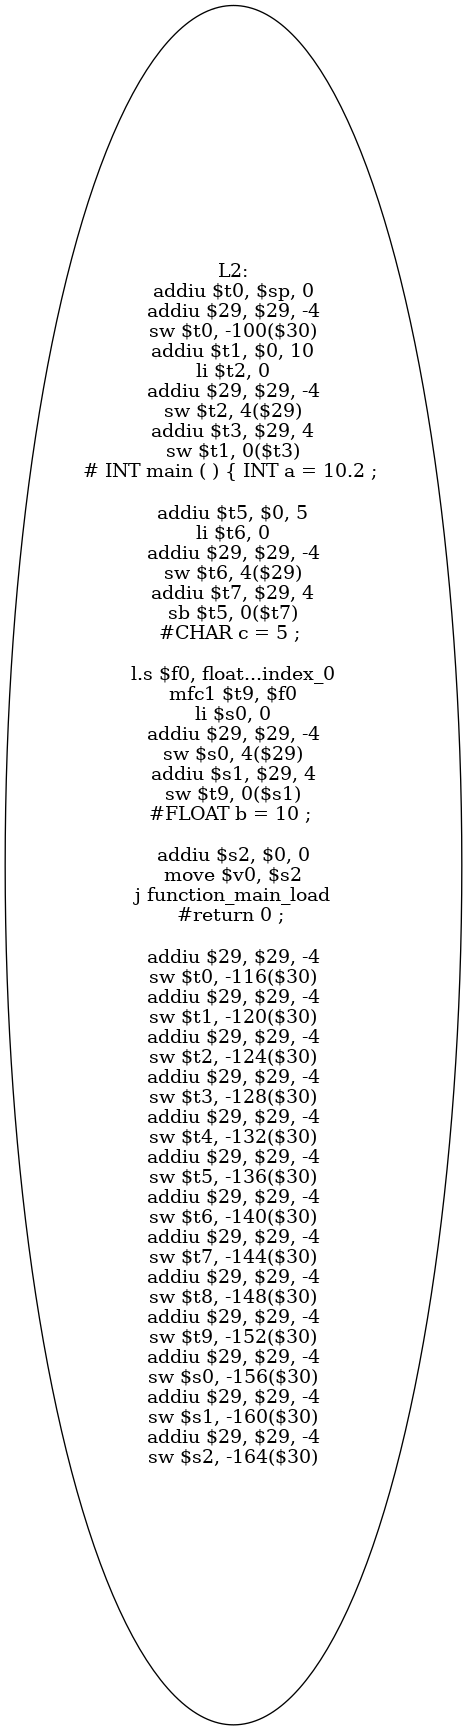 L2:
addiu $t0, $sp, 0
addiu $29, $29, -4
sw $t0, -100($30)
addiu $t1, $0, 10
li $t2, 0
addiu $29, $29, -4
sw $t2, 4($29)
addiu $t3, $29, 4
sw $t1, 0($t3)
# INT main ( ) { INT a = 10.2 ;

addiu $t5, $0, 5
li $t6, 0
addiu $29, $29, -4
sw $t6, 4($29)
addiu $t7, $29, 4
sb $t5, 0($t7)
#CHAR c = 5 ;

l.s $f0, float...index_0
mfc1 $t9, $f0
li $s0, 0
addiu $29, $29, -4
sw $s0, 4($29)
addiu $s1, $29, 4
sw $t9, 0($s1)
#FLOAT b = 10 ;

addiu $s2, $0, 0
move $v0, $s2
j function_main_load
#return 0 ;

addiu $29, $29, -4
sw $t0, -116($30)
addiu $29, $29, -4
sw $t1, -120($30)
addiu $29, $29, -4
sw $t2, -124($30)
addiu $29, $29, -4
sw $t3, -128($30)
addiu $29, $29, -4
sw $t4, -132($30)
addiu $29, $29, -4
sw $t5, -136($30)
addiu $29, $29, -4
sw $t6, -140($30)
addiu $29, $29, -4
sw $t7, -144($30)
addiu $29, $29, -4
sw $t8, -148($30)
addiu $29, $29, -4
sw $t9, -152($30)
addiu $29, $29, -4
sw $s0, -156($30)
addiu $29, $29, -4
sw $s1, -160($30)
addiu $29, $29, -4
sw $s2, -164($30)